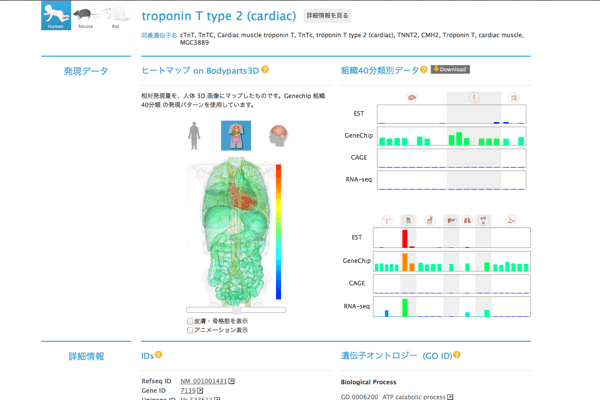 Human
Mouse
Rat
troponin T type 2 (cardiac)
詳細情報を見る
同義遺伝子名 cTnT, TnTC, Cardiac muscle troponin T, TnTc, troponin T type 2 (cardiac), TNNT2, CMH2, Troponin T, cardiac muscle,
MGC3889
発現データ
ヒートマップ on Bodyparts3D ?
組織40分類別データ ? Download
相対発現量を、人体 3D 画像にマップしたものです。Genechip 組織
40分類 の発現パターンを使用しています。
EST
GeneChip
CAGE
RNA-seq
EST
GeneChip
CAGE
RNA-seq
皮膚・骨格筋を表示
アニメーション表示
詳細情報
IDs ?
遺伝子オントロジー (GO ID) ?
Refseq ID NM_001001431
Gene ID 7139
Biological Process
GO:0006200 ATP catabolic process